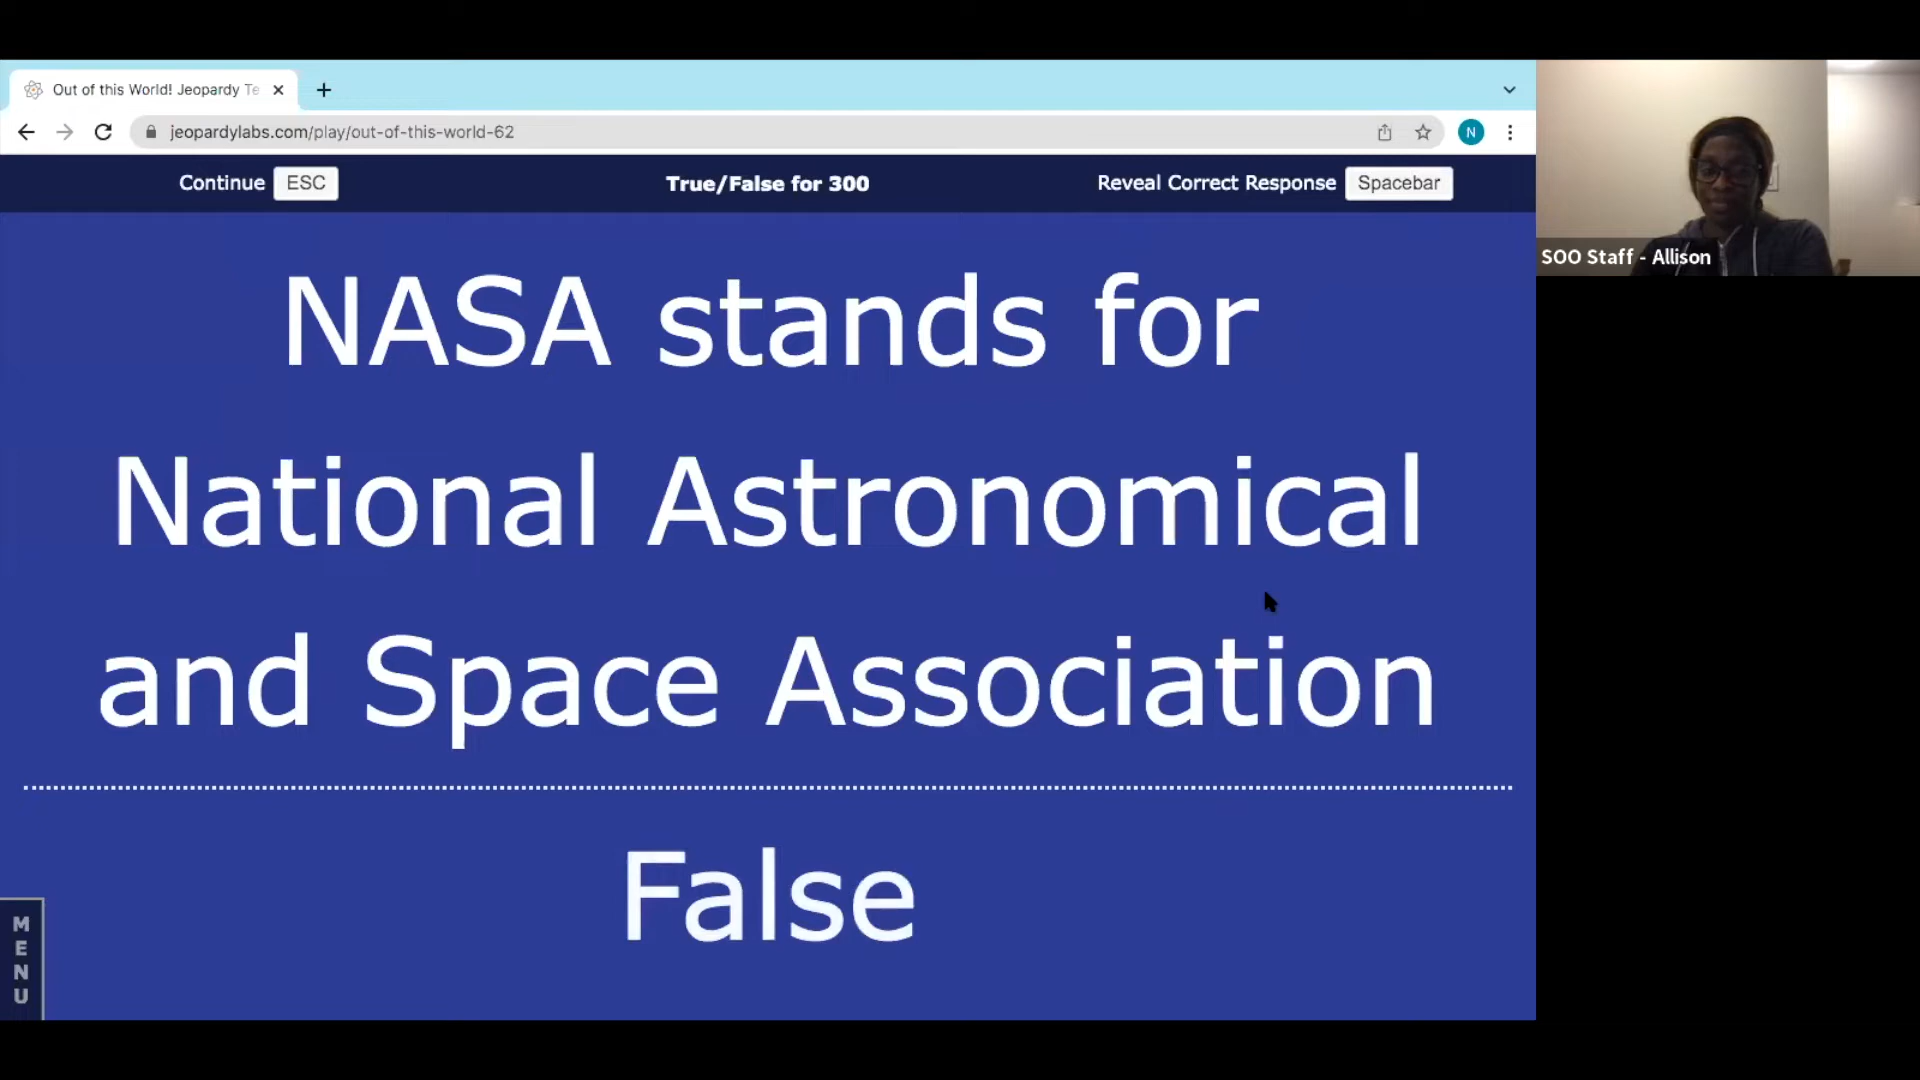 Out of this World! Jeopardy Te
jeopardylabs.com/play/out-of-this-world-62
N
Continue ESC
True/False for 300
Reveal Correct Response Spacebar
NASA stands for
National Astronomical
and Space Association
False
MENU
SOO Staff - Allison